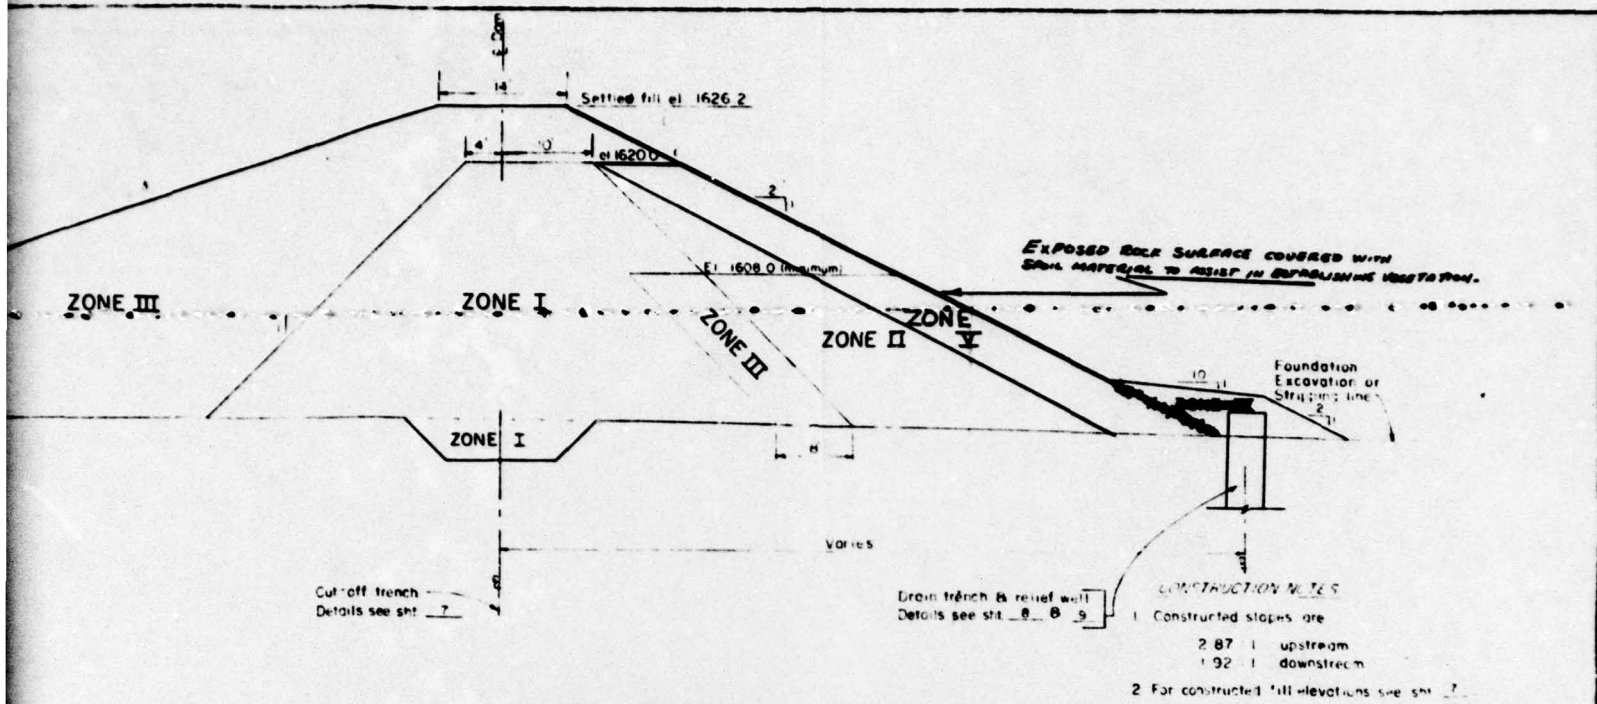 ℄ Dam
14'
Settled fill el. 1626.2
4' 10'
el 1620.0
2
1
EXPOSED ROCK SURFACE COVERED WITH
SPOIL MATERIAL TO ASSIST IN ESTABLISHING VEGETATION.
El. 1608.0 (minimum)
ZONE III
ZONE I
ZONE III
ZONE II
ZONE V
10
1
Foundation
Excavation or
Stripping line
2
1
ZONE I
8
Varies
Cut-off trench
Details see sht. 7
Drain trench & relief well
Details see sht. 8 & 9
CONSTRUCTION NOTES
1. Constructed slopes are
2.87 : 1 upstream
1.92 : 1 downstream
2. For constructed fill elevations see sht. 7